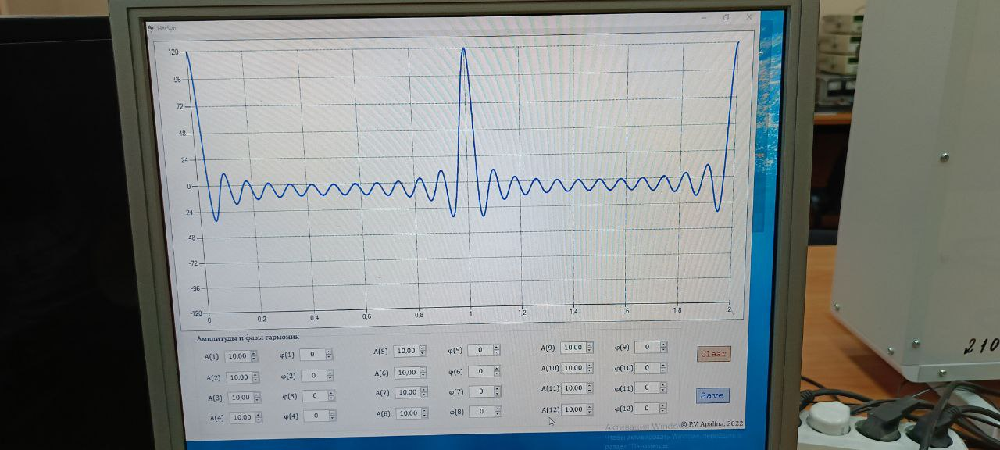 HarSyn
120
96
72
48
24
0
-24
-48
-72
-96
-120
0 0.2 0.4 0.6 0.8 1 1.2 1.4 1.6 1.8 2
Амплитуды и фазы гармоник
A(1) 10,00 φ(1) 0 A(5) 10,00 φ(5) 0 A(9) 10,00 φ(9) 0 Clear
A(2) 10,00 φ(2) 0 A(6) 10,00 φ(6) 0 A(10) 10,00 φ(10) 0
A(3) 10,00 φ(3) 0 A(7) 10,00 φ(7) 0 A(11) 10,00 φ(11) 0 Save
A(4) 10,00 φ(4) 0 A(8) 10,00 φ(8) 0 A(12) 10,00 φ(12) 0
© P.V. Apalina, 2022
Активация Windows
Чтобы активировать Windows, перейдите в
раздел "Параметры
210